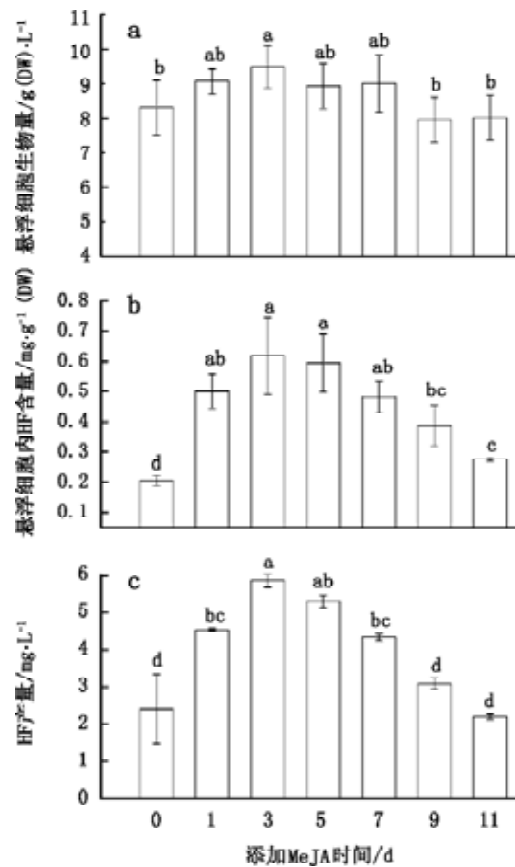 a
悬浮细胞生物量/g(DW)·L⁻¹
11
10
9
8
7
6
5
4
b
ab
a
ab
ab
b
b
b
悬浮细胞内HF含量/mg·g⁻¹ (DW)
0.8
0.7
0.6
0.5
0.4
0.3
0.2
0.1
d
ab
a
a
ab
bc
c
c
HF产量/mg·L⁻¹
6
5
4
3
2
1
0
d
bc
a
ab
bc
d
d
0 1 3 5 7 9 11
添加MeJA时间/d